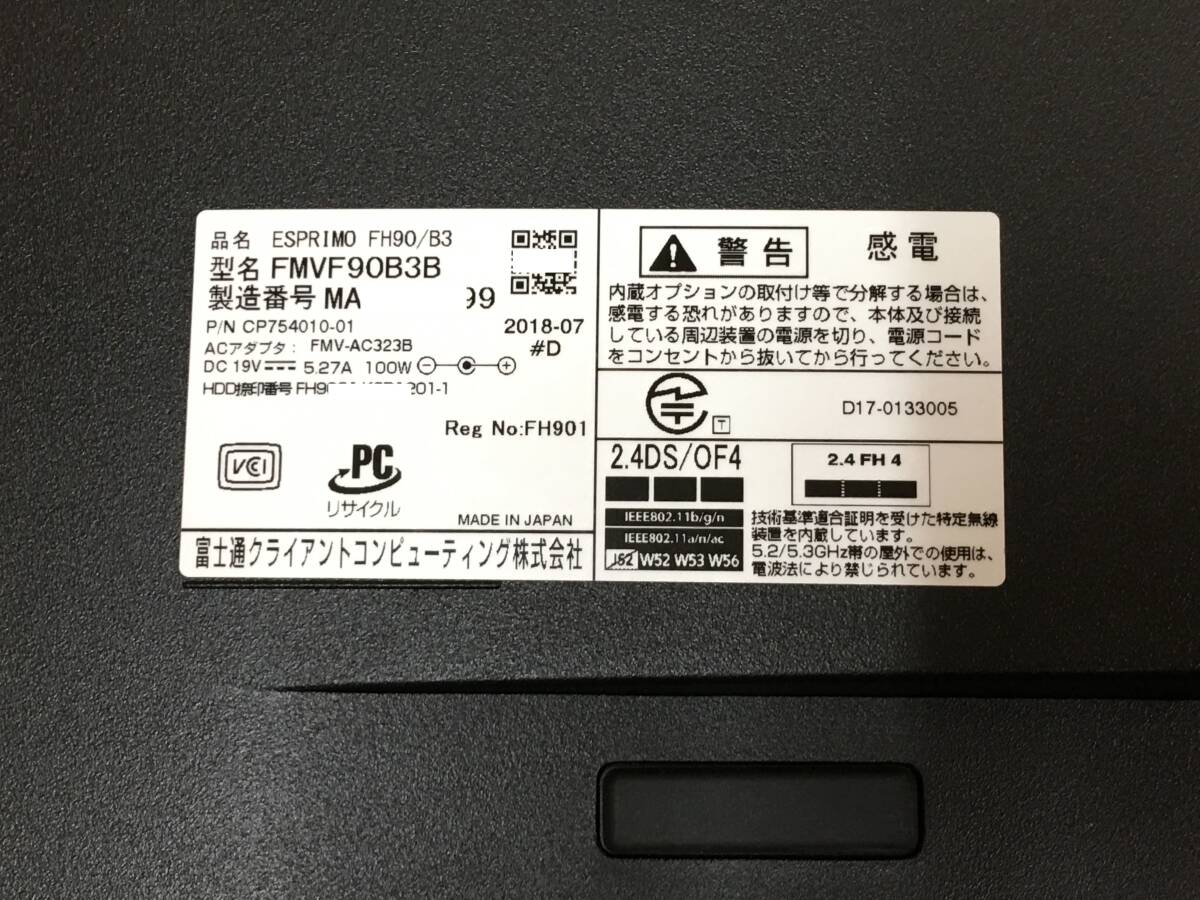 品名 ESPRIMO FH90/B3
型名 FMVF90B3B
製造番号 MA 99
P/N CP754010-01 2018-07
ACアダプタ: FMV-AC323B #D
DC 19V 5.27A 100W
HDD捺印番号 FH9 201-1
Reg No:FH901
VCI
PC
リサイクル
MADE IN JAPAN
富士通クライアントコンピューティング株式会社
警告 感電
内蔵オプションの取付け等で分解する場合は、
感電する恐れがありますので、本体及び接続
している周辺装置の電源を切り、電源コード
をコンセントから抜いてから行ってください。
T D17-0133005
2.4DS/OF4
IEEE802.11b/g/n
IEEE802.11a/n/ac
J52 W52 W53 W56
2.4 FH 4
技術基準適合証明を受けた特定無線
装置を内蔵しています。
5.2/5.3GHz帯の屋外での使用は、
電波法により禁じられています。